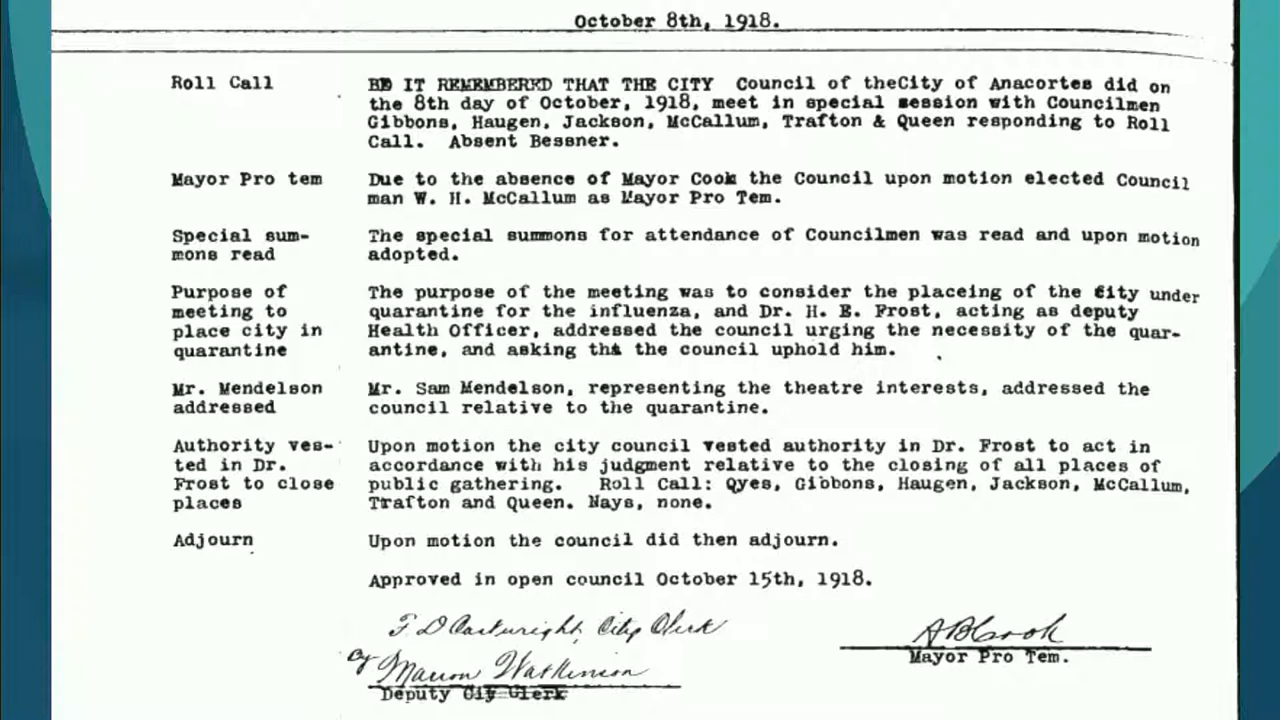 October 8th, 1918.
Roll Call BE IT REMEMBERED THAT THE CITY Council of theCity of Anacortes did on
the 8th day of October, 1918, meet in special session with Councilmen
Gibbons, Haugen, Jackson, McCallum, Trafton & Queen responding to Roll
Call. Absent Bessner.
Mayor Pro tem Due to the absence of Mayor Cook the Council upon motion elected Council
man W. H. McCallum as Mayor Pro Tem.
Special sum- The special summons for attendance of Councilmen was read and upon motion
mons read adopted.
Purpose of The purpose of the meeting was to consider the placeing of the City under
meeting to quarantine for the influenza, and Dr. H. E. Frost, acting as deputy
place city in Health Officer, addressed the council urging the necessity of the quar-
quarantine antine, and asking tha the council uphold him.
Mr. Mendelson Mr. Sam Mendelson, representing the theatre interests, addressed the
addressed council relative to the quarantine.
Authority ves- Upon motion the city council vested authority in Dr. Frost to act in
ted in Dr. accordance with his judgment relative to the closing of all places of
Frost to close public gathering. Roll Call: Qyes, Gibbons, Haugen, Jackson, McCallum,
places Trafton and Queen. Nays, none.
Adjourn Upon motion the council did then adjourn.
Approved in open council October 15th, 1918.
F D Cartwright, City Clerk
By Marion Watkinson
Deputy City Clerk
A B Cook
Mayor Pro Tem.